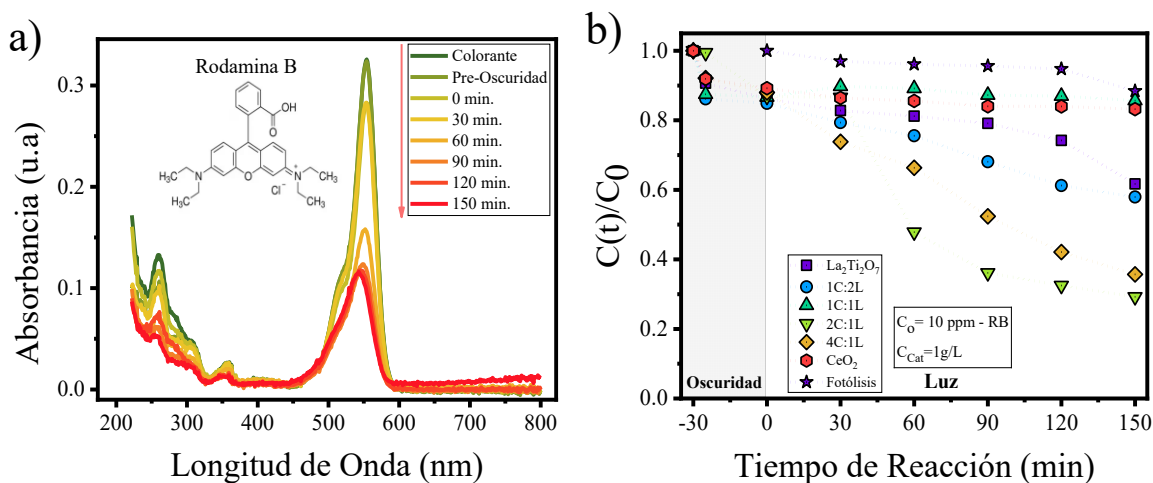 a)
Absorbancia (u.a)
0.3
0.2
0.1
0.0
200
300
400
500
600
700
800
Longitud de Onda (nm)
Rodamina B
OH
O
H₃C
N
O
N⁺
CH₃
Cl⁻
H₃C
CH₃
Colorante
Pre-Oscuridad
0 min.
30 min.
60 min.
90 min.
120 min.
150 min.
b)
C(t)/C₀
1.0
0.8
0.6
0.4
0.2
0.0
-30
0
30
60
90
120
150
Tiempo de Reacción (min)
Oscuridad
Luz
La₂Ti₂O₇
1C:2L
1C:1L
2C:1L
4C:1L
CeO₂
Fotólisis
Cₒ= 10 ppm - RB
C_Cat=1g/L